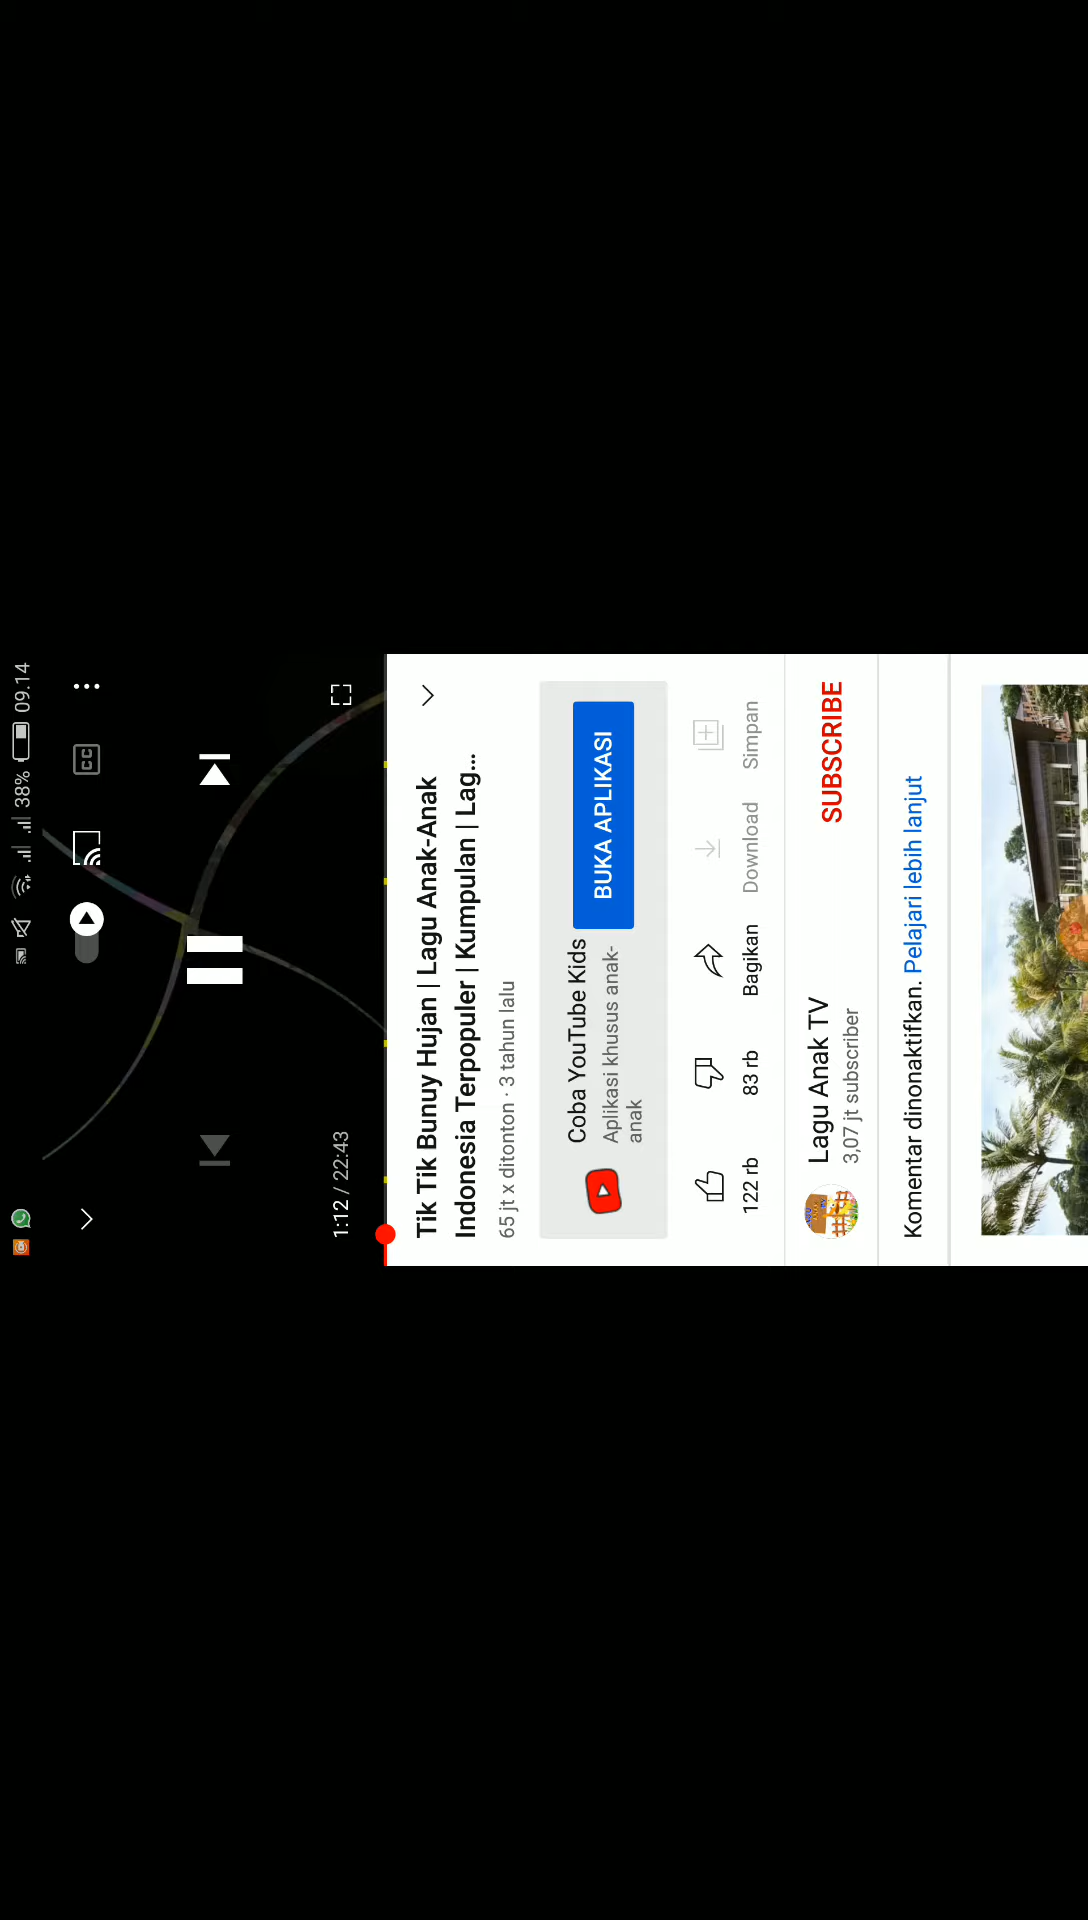 38% 09.14
CC
1:12 / 22:43
Tik Tik Bunuy Hujan | Lagu Anak-Anak
Indonesia Terpopuler | Kumpulan | Lag...
65 jt x ditonton · 3 tahun lalu
Coba YouTube Kids
Aplikasi khusus anak-
anak
BUKA APLIKASI
122 rb
83 rb
Bagikan
Download
Simpan
Lagu Anak TV
3,07 jt subscriber
SUBSCRIBE
Komentar dinonaktifkan. Pelajari lebih lanjut